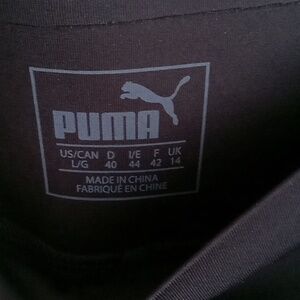 PUMA
US/CAN D I/E F UK
L/G 40 44 42 14
MADE IN CHINA
FABRIQUÉ EN CHINE